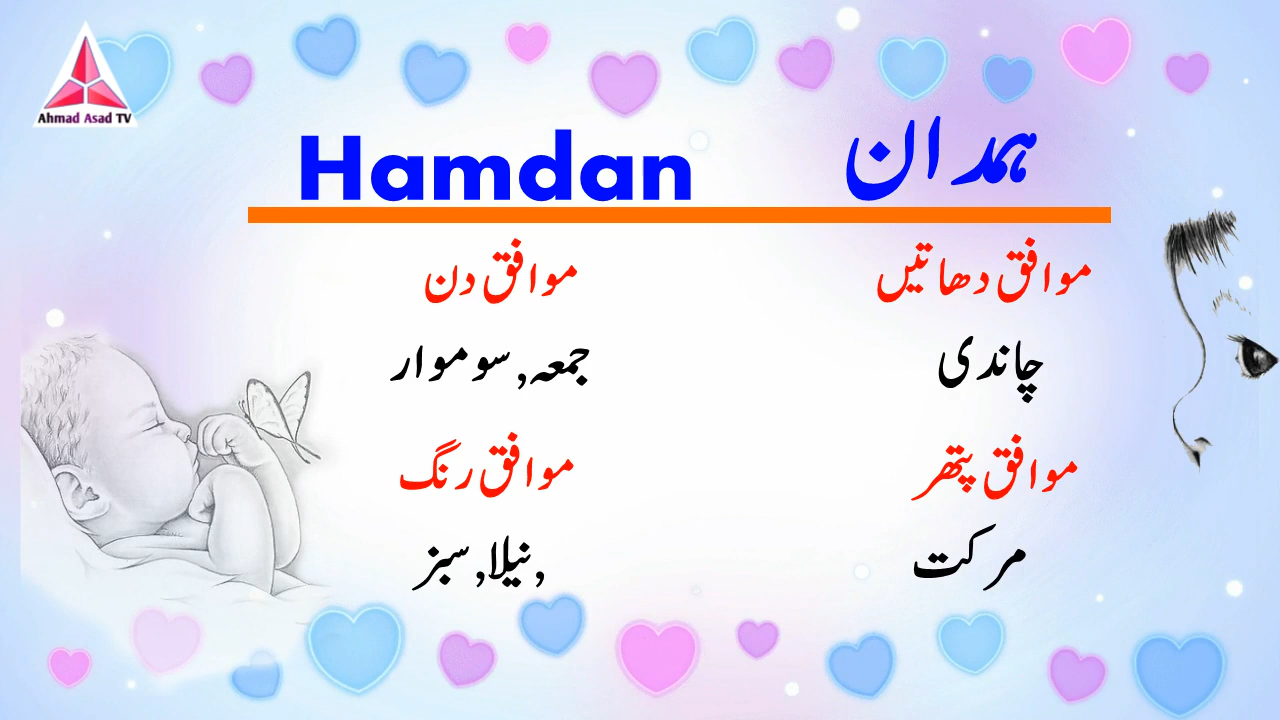 Ahmad Asad TV
Hamdan ہمدان
موافق دھاتیں موافق دن
چاندی جمعہ, سوموار
موافق پتھر موافق رنگ
مرکت ,نیلا, سبز